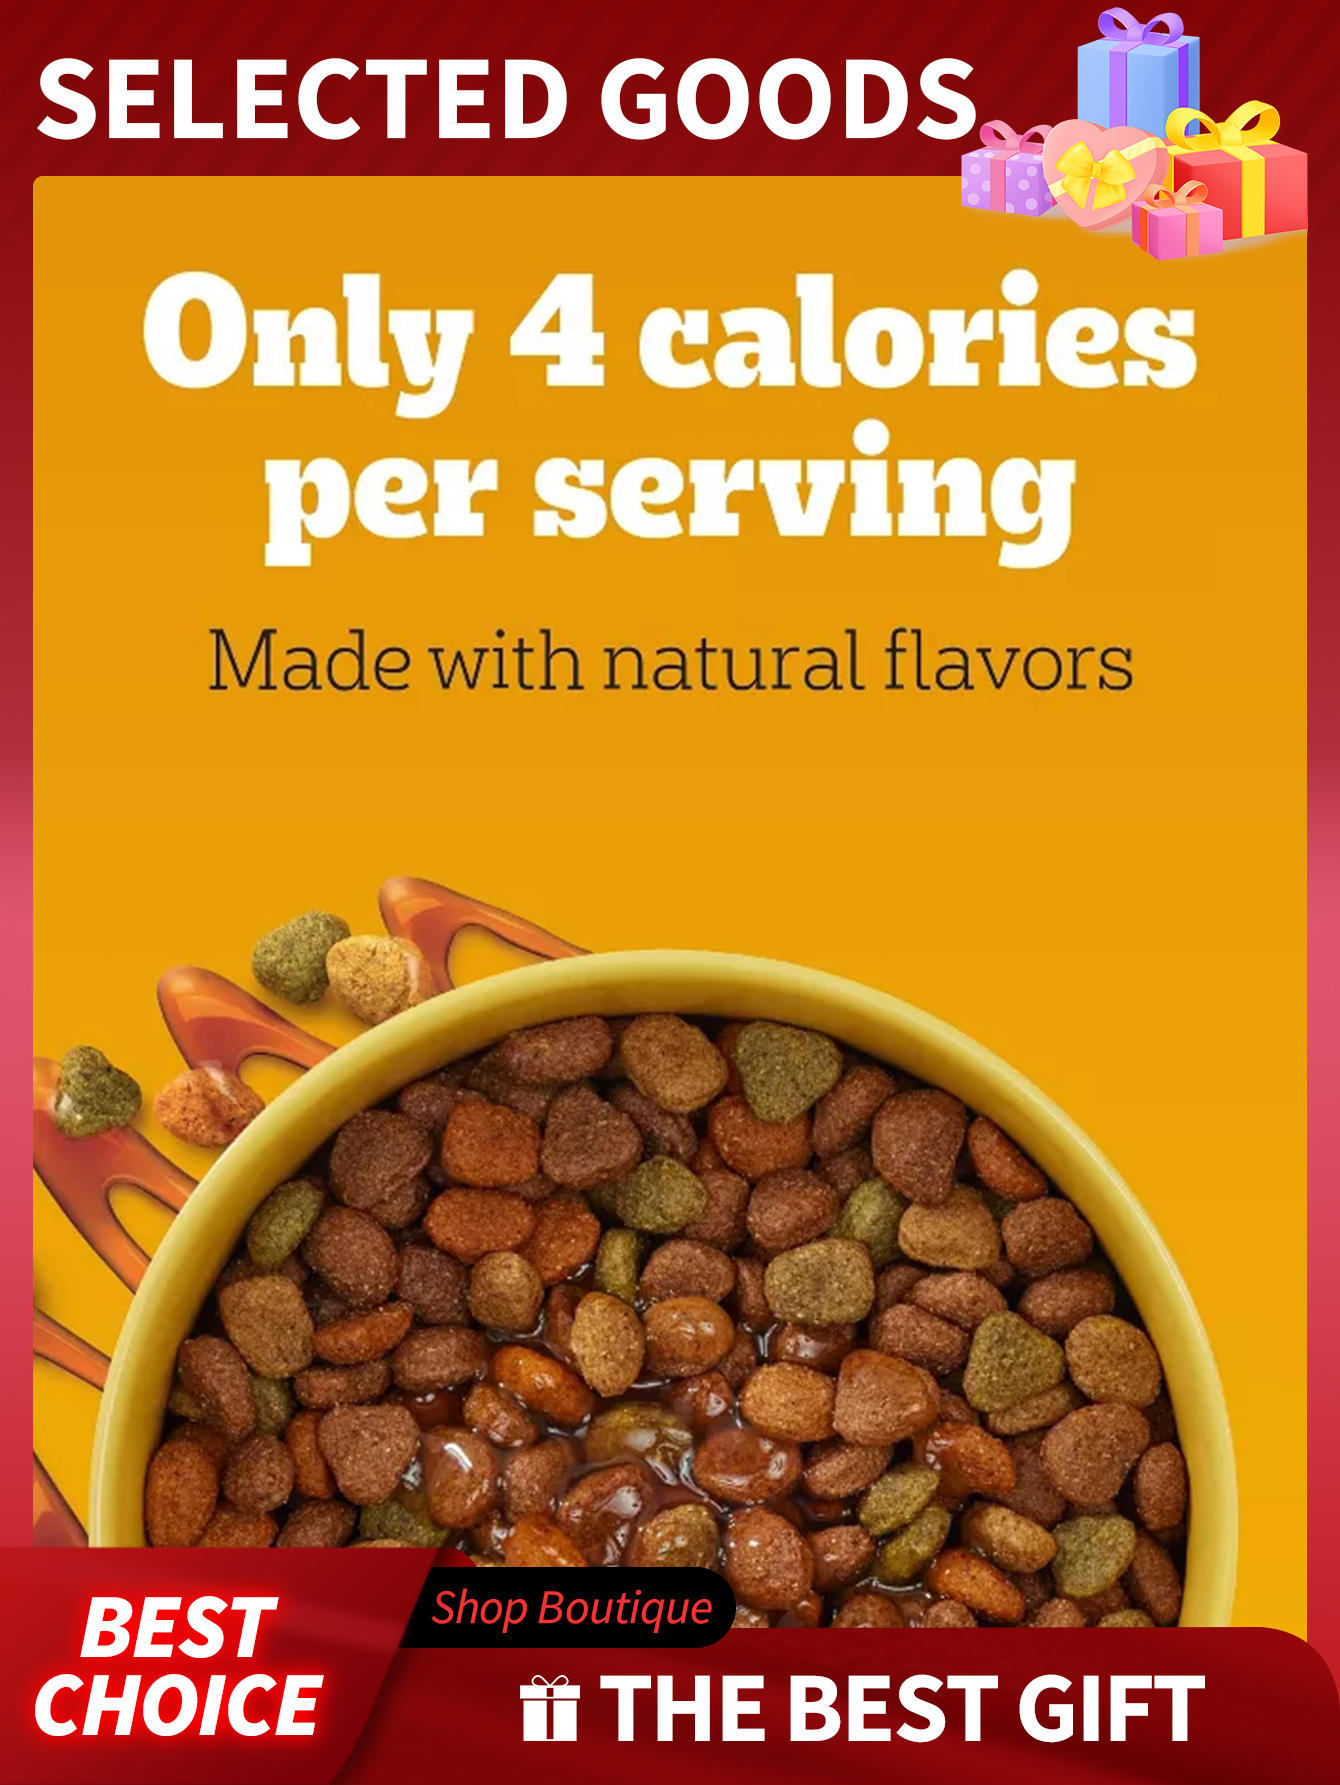 SELECTED GOODS
Only 4 calories
per serving
Made with natural flavors
Shop Boutique
BEST
CHOICE
THE BEST GIFT